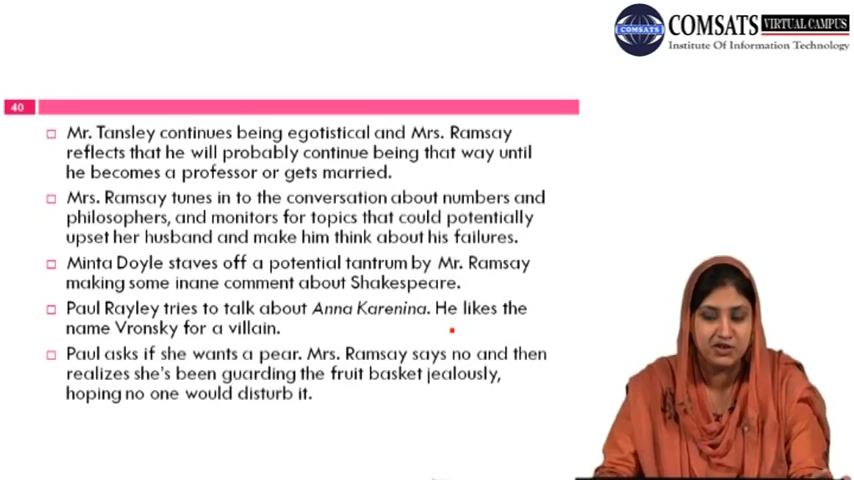 COMSATS
COMSATS VIRTUAL CAMPUS
Institute Of Information Technology
40
Mr. Tansley continues being egotistical and Mrs. Ramsay
reflects that he will probably continue being that way until
he becomes a professor or gets married.
Mrs. Ramsay tunes in to the conversation about numbers and
philosophers, and monitors for topics that could potentially
upset her husband and make him think about his failures.
Minta Doyle staves off a potential tantrum by Mr. Ramsay
making some inane comment about Shakespeare.
Paul Rayley tries to talk about Anna Karenina. He likes the
name Vronsky for a villain.
Paul asks if she wants a pear. Mrs. Ramsay says no and then
realizes she's been guarding the fruit basket jealously,
hoping no one would disturb it.